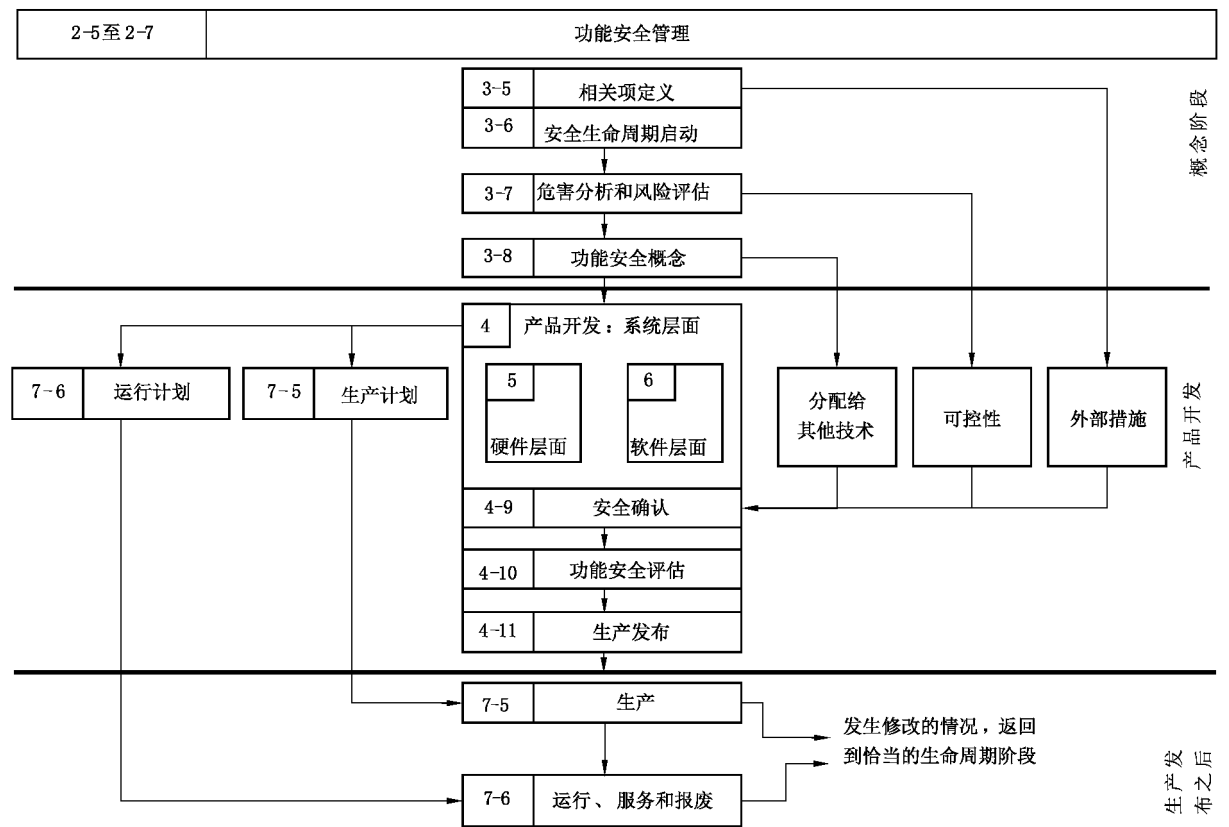 2-5至2-7
功能安全管理
3-5
相关项定义
3-6
安全生命周期启动
概念阶段
3-7
危害分析和风险评估
3-8
功能安全概念
4
产品开发：系统层面
7-6
运行计划
7-5
生产计划
5
硬件层面
6
软件层面
分配给
其他技术
可控性
外部措施
产品开发
4-9
安全确认
4-10
功能安全评估
4-11
生产发布
7-5
生产
发生修改的情况，返回
到恰当的生命周期阶段
7-6
运行、服务和报废
生产发
布之后